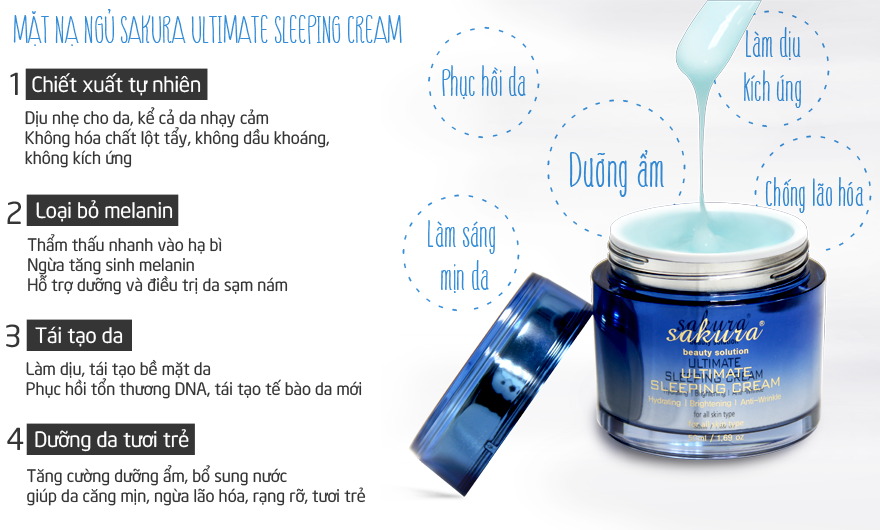 MẶT NẠ NGỦ SAKURA ULTIMATE SLEEPING CREAM
1 Chiết xuất tự nhiên
Dịu nhẹ cho da, kể cả da nhạy cảm
Không hóa chất lột tẩy, không dầu khoáng,
không kích ứng
2 Loại bỏ melanin
Thẩm thấu nhanh vào hạ bì
Ngừa tăng sinh melanin
Hỗ trợ dưỡng và điều trị da sạm nám
3 Tái tạo da
Làm dịu, tái tạo bề mặt da
Phục hồi tổn thương DNA, tái tạo tế bào da mới
4 Dưỡng da tươi trẻ
Tăng cường dưỡng ẩm, bổ sung nước
giúp da căng mịn, ngừa lão hóa, rạng rỡ, tươi trẻ
Phục hồi da
Làm dịu
kích ứng
Dưỡng ẩm
Chống lão hóa
Làm sáng
mịn da
sakura®
beauty solution
ULTIMATE
SLEEPING CREAM
Hydrating | Brightening | Anti-Wrinkle
for all skin type
50ml / 1.69 oz